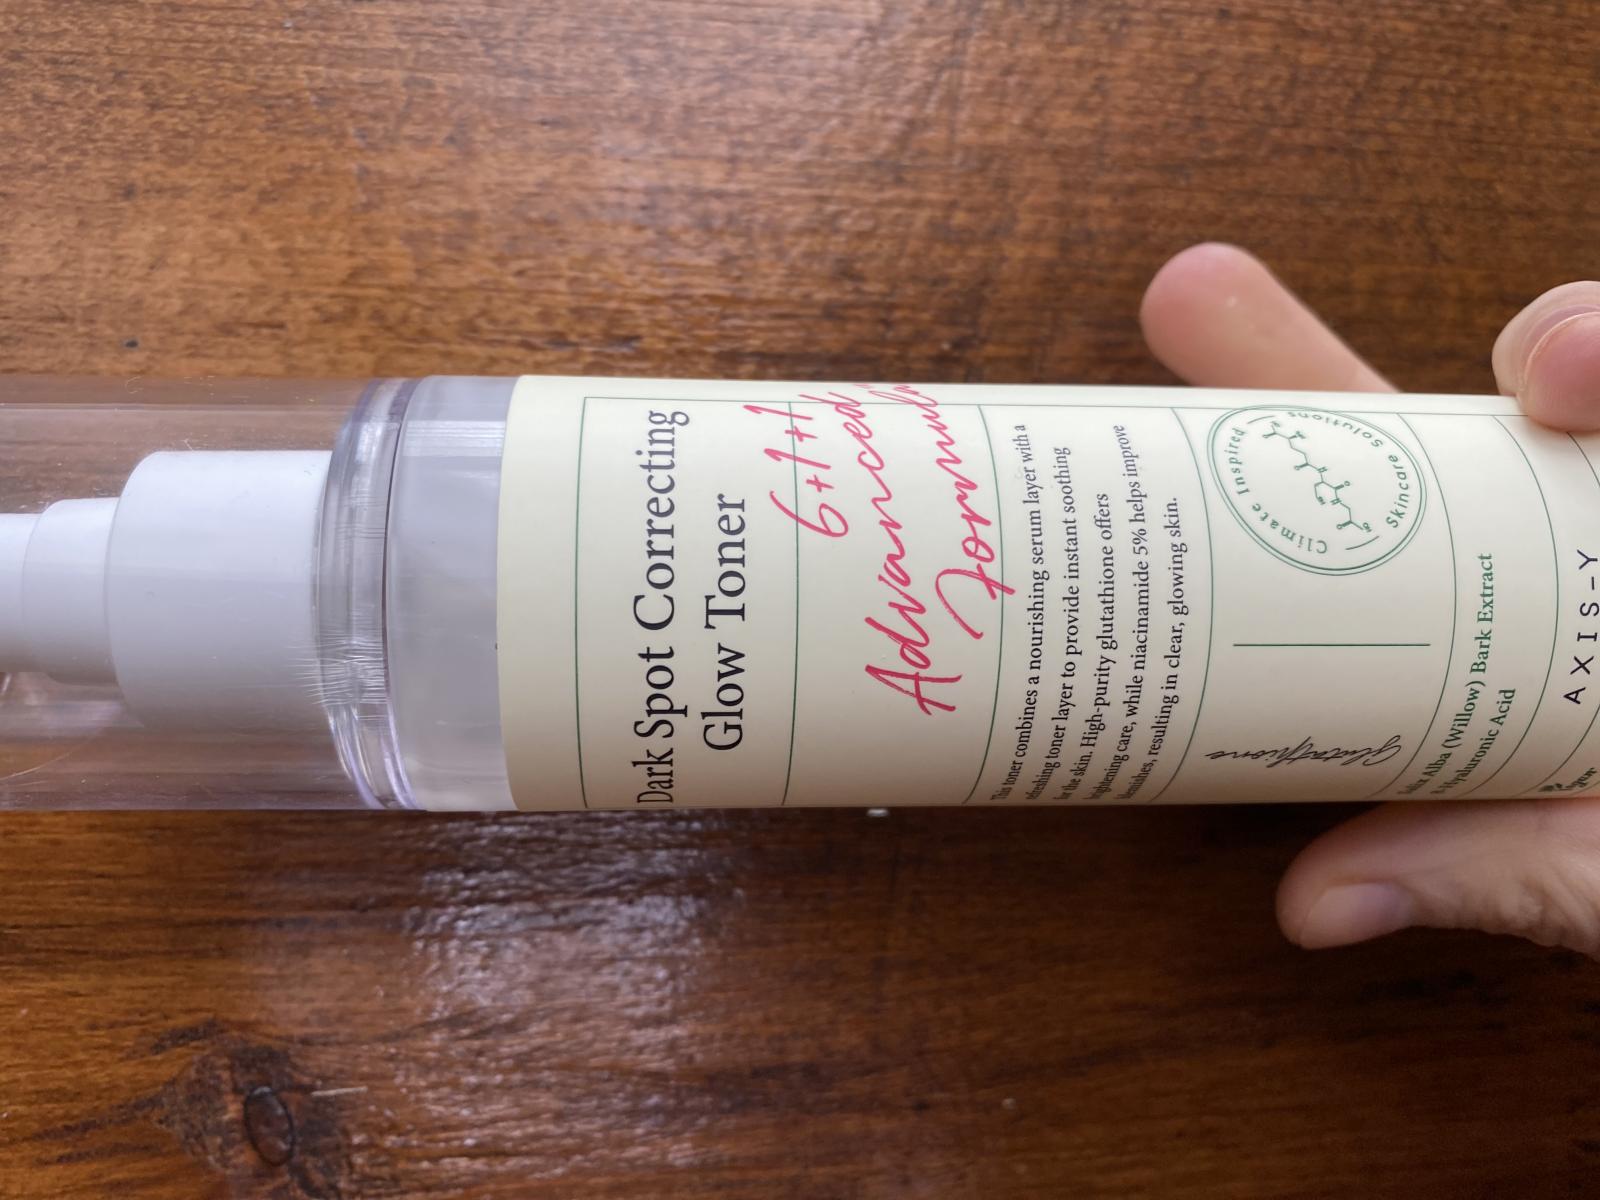 Dark Spot Correcting
Glow Toner
6+1+1
Advanced
Formula
This toner combines a nourishing serum layer with a
refreshing toner layer to provide instant soothing
for the skin. High-purity glutathione offers
brightening care, while niacinamide 5% helps improve
blemishes, resulting in clear, glowing skin.
Glutathione
Climate Inspired
Skincare Solutions
Salix Alba (Willow) Bark Extract
& Hyaluronic Acid
AXIS-Y